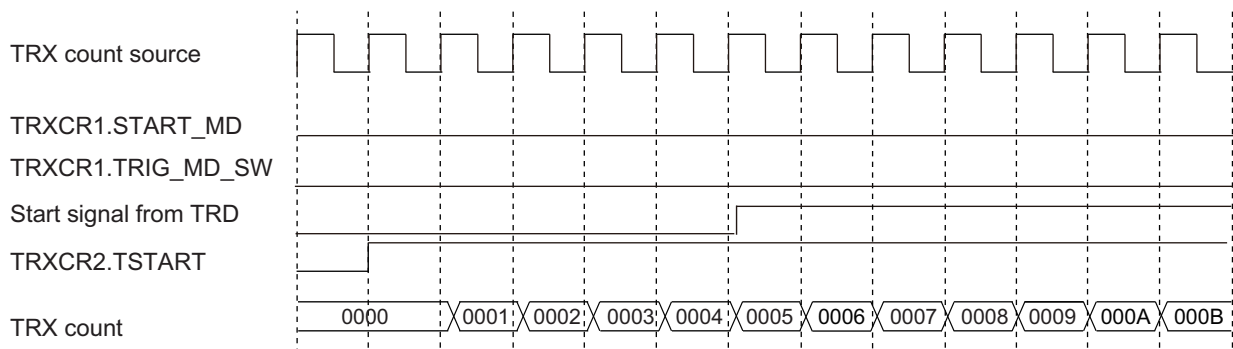 TRX count source
TRXCR1.START_MD
TRXCR1.TRIG_MD_SW
Start signal from TRD
TRXCR2.TSTART
TRX count 0000 0001 0002 0003 0004 0005 0006 0007 0008 0009 000A 000B